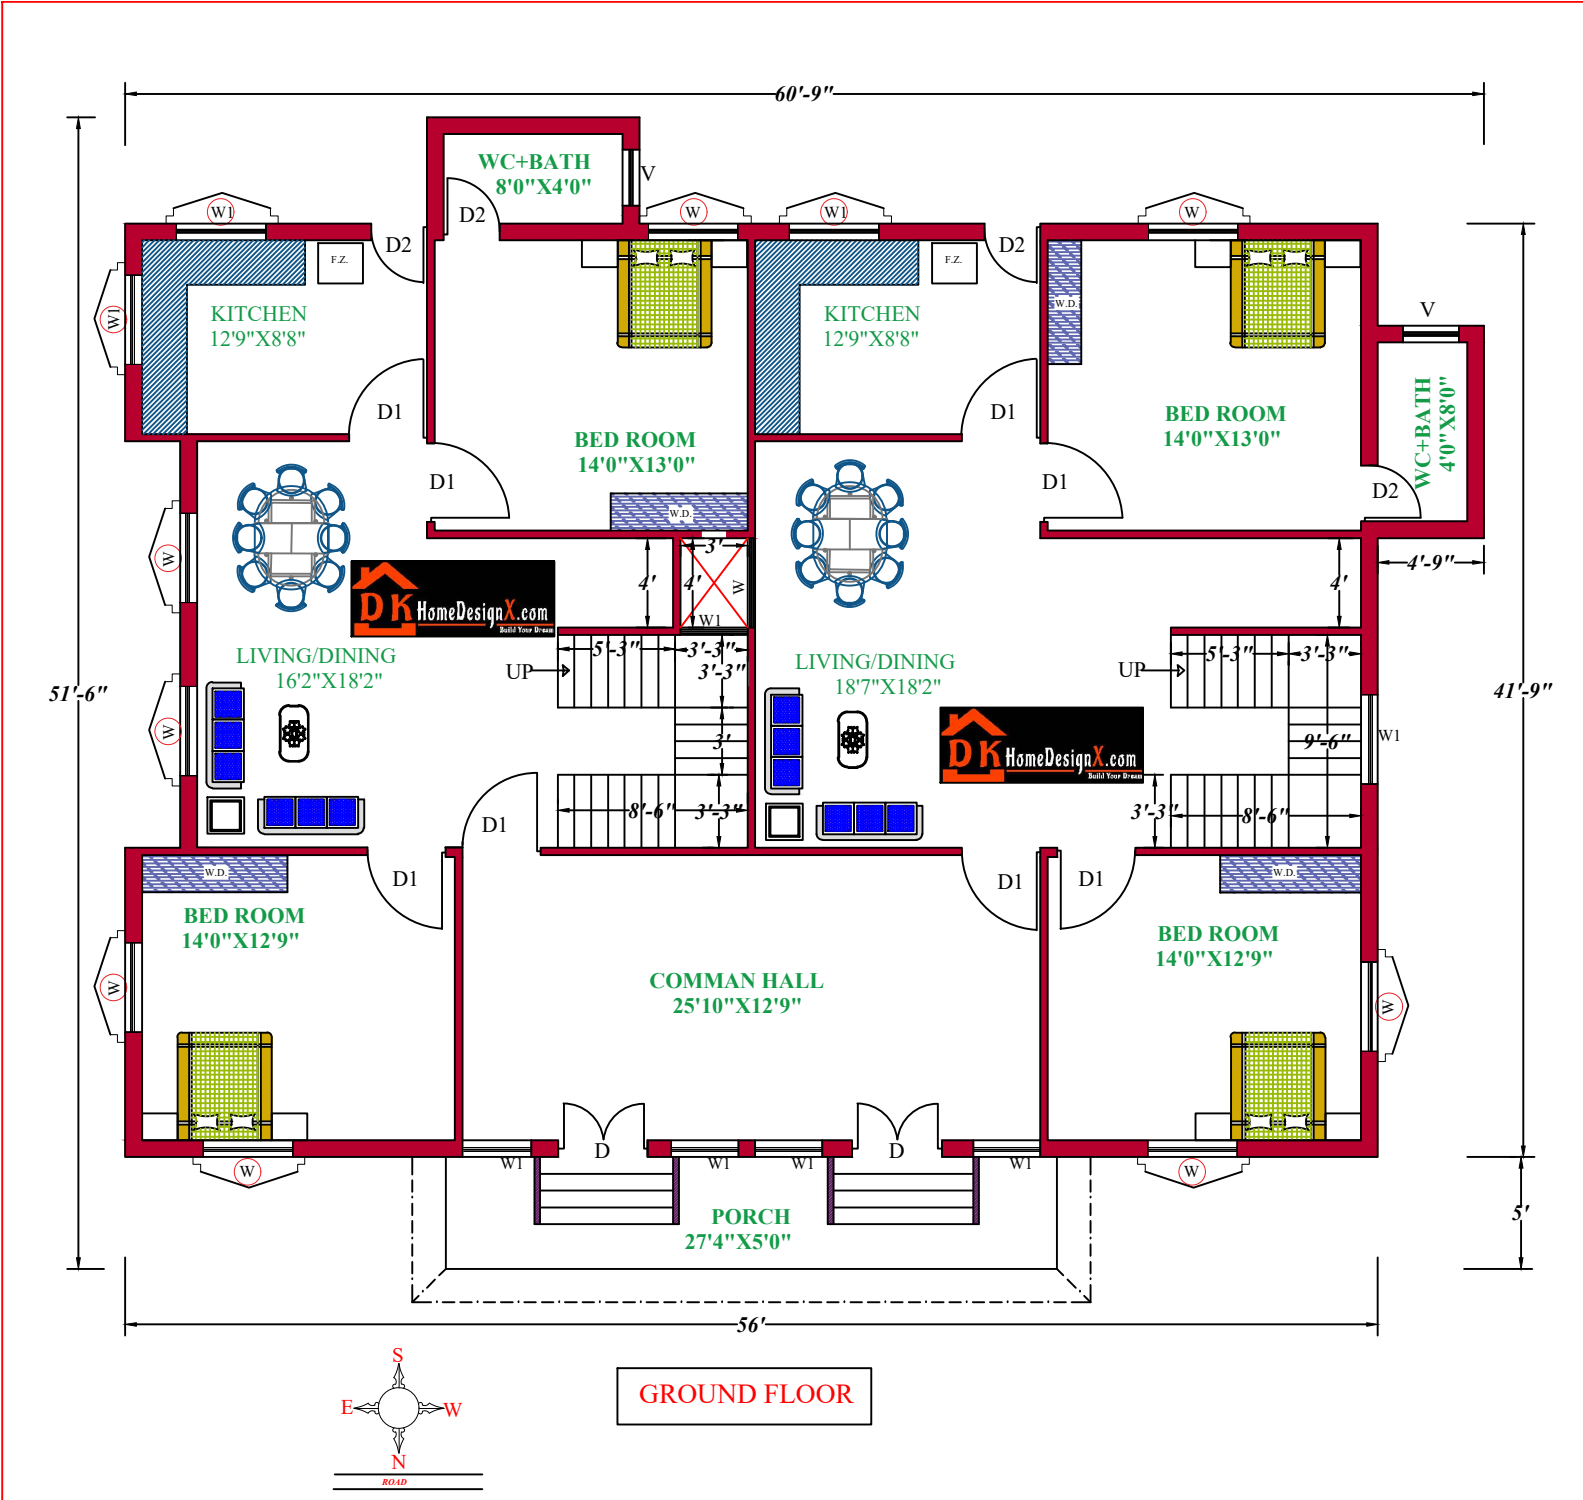 60'-9"
WC+BATH
8'0"X4'0"
V
D2
W1
W
W1
W
D2
D2
F.Z.
F.Z.
W1
KITCHEN
12'9"X8'8"
KITCHEN
12'9"X8'8"
W.D.
V
D1
D1
BED ROOM
14'0"X13'0"
BED ROOM
14'0"X13'0"
WC+BATH
4'0"X8'0"
D1
D1
D2
W.D.
3'
4'
4'
W
W1
4'
4'-9"
W
DK HomeDesignX.com
Build Your Dream
LIVING/DINING
16'2"X18'2"
UP
5'-3"
3'-3"
3'-3"
LIVING/DINING
18'7"X18'2"
UP
5'-3"
3'-3"
51'-6"
41'-9"
W
3'
DK HomeDesignX.com
Build Your Dream
9'-6"
W1
D1
8'-6"
3'-3"
3'-3"
8'-6"
W.D.
D1
D1
D1
W.D.
BED ROOM
14'0"X12'9"
BED ROOM
14'0"X12'9"
W
COMMAN HALL
25'10"X12'9"
W
W
W1
D
W1
W1
D
W1
W
PORCH
27'4"X5'0"
5'
56'
S
E
W
N
ROAD
GROUND FLOOR